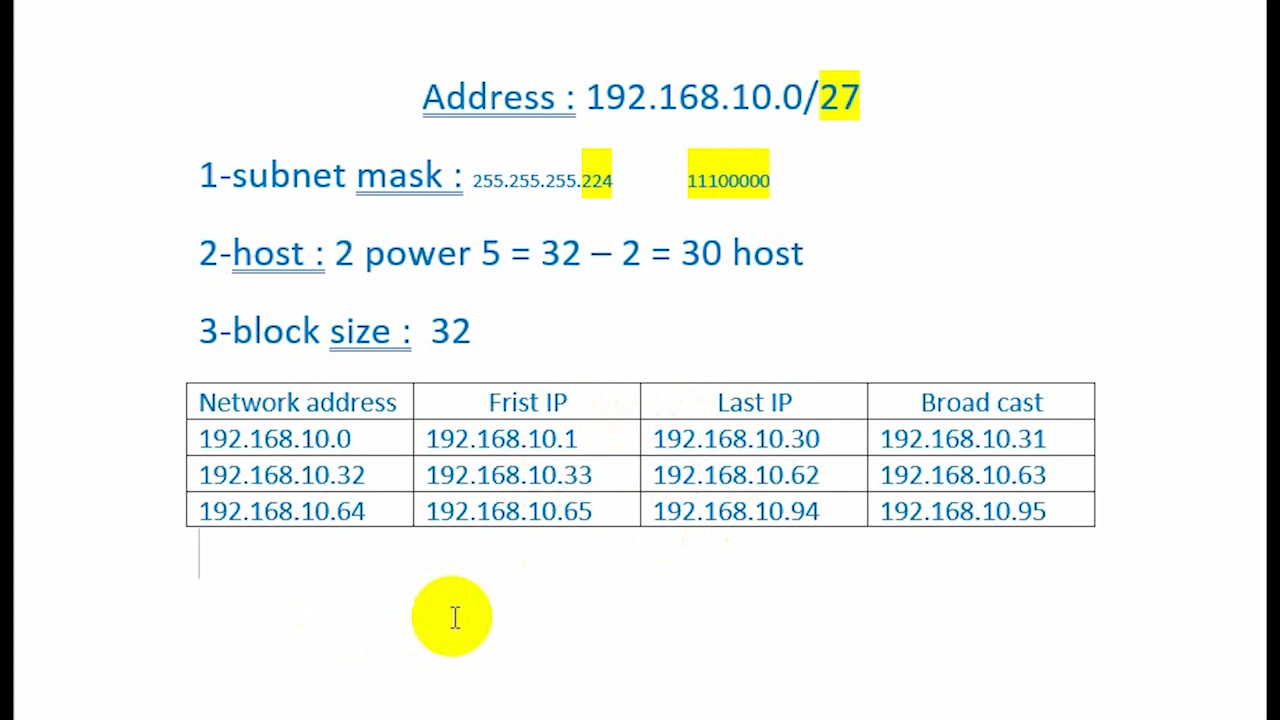 Address : 192.168.10.0/27
1-subnet mask : 255.255.255.224 11100000
2-host : 2 power 5 = 32 – 2 = 30 host
3-block size : 32
Network address Frist IP Last IP Broad cast
192.168.10.0 192.168.10.1 192.168.10.30 192.168.10.31
192.168.10.32 192.168.10.33 192.168.10.62 192.168.10.63
192.168.10.64 192.168.10.65 192.168.10.94 192.168.10.95